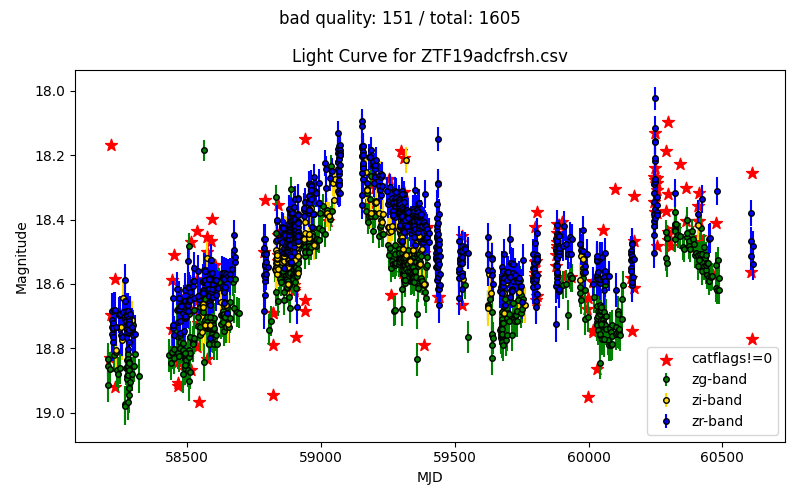 bad quality: 151 / total: 1605
Light Curve for ZTF19adcfrsh.csv
18.0
18.2
18.4
18.6
18.8
19.0
Magnitude
58500
59000
59500
60000
60500
MJD
catflags!=0
zg-band
zi-band
zr-band